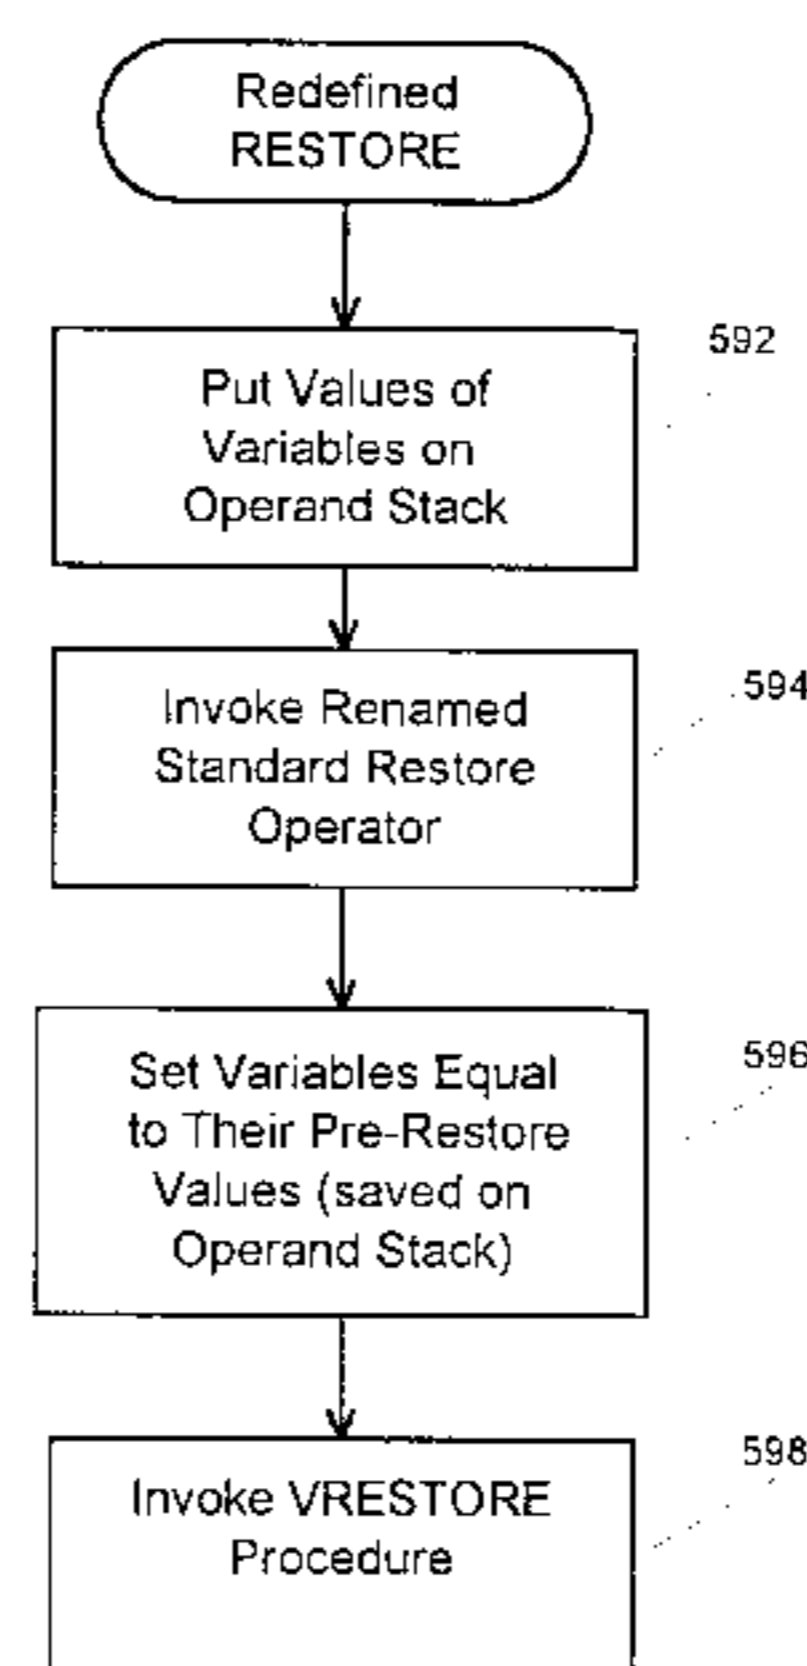 Redefined
RESTORE
592
Put Values of
Variables on
Operand Stack
594
Invoke Renamed
Standard Restore
Operator
596
Set Variables Equal
to Their Pre-Restore
Values (saved on
Operand Stack)
598
Invoke VRESTORE
Procedure